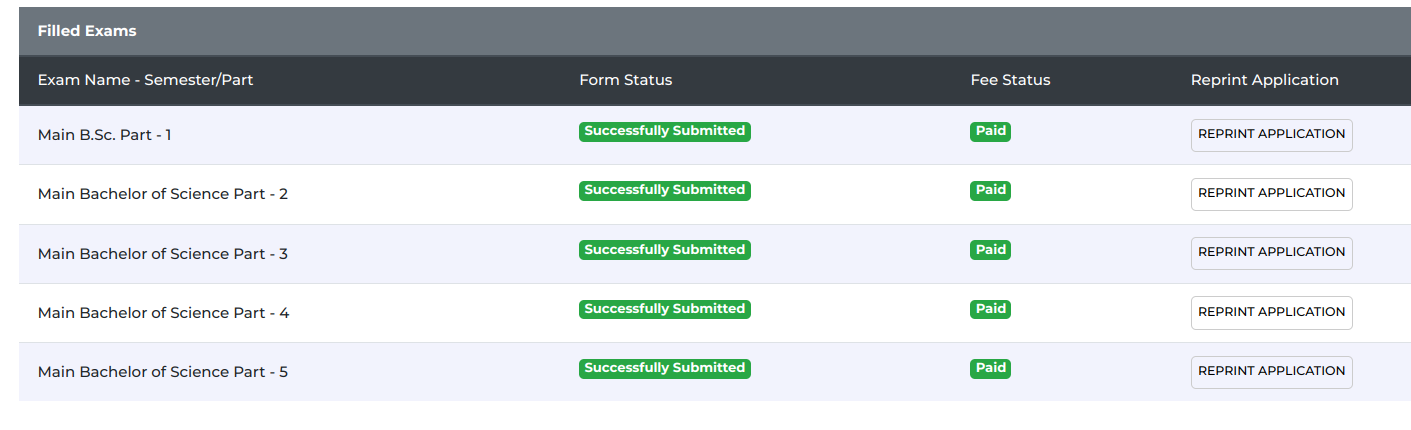 Filled Exams
Exam Name - Semester/Part Form Status Fee Status Reprint Application
Main B.Sc. Part - 1 Successfully Submitted Paid REPRINT APPLICATION
Main Bachelor of Science Part - 2 Successfully Submitted Paid REPRINT APPLICATION
Main Bachelor of Science Part - 3 Successfully Submitted Paid REPRINT APPLICATION
Main Bachelor of Science Part - 4 Successfully Submitted Paid REPRINT APPLICATION
Main Bachelor of Science Part - 5 Successfully Submitted Paid REPRINT APPLICATION